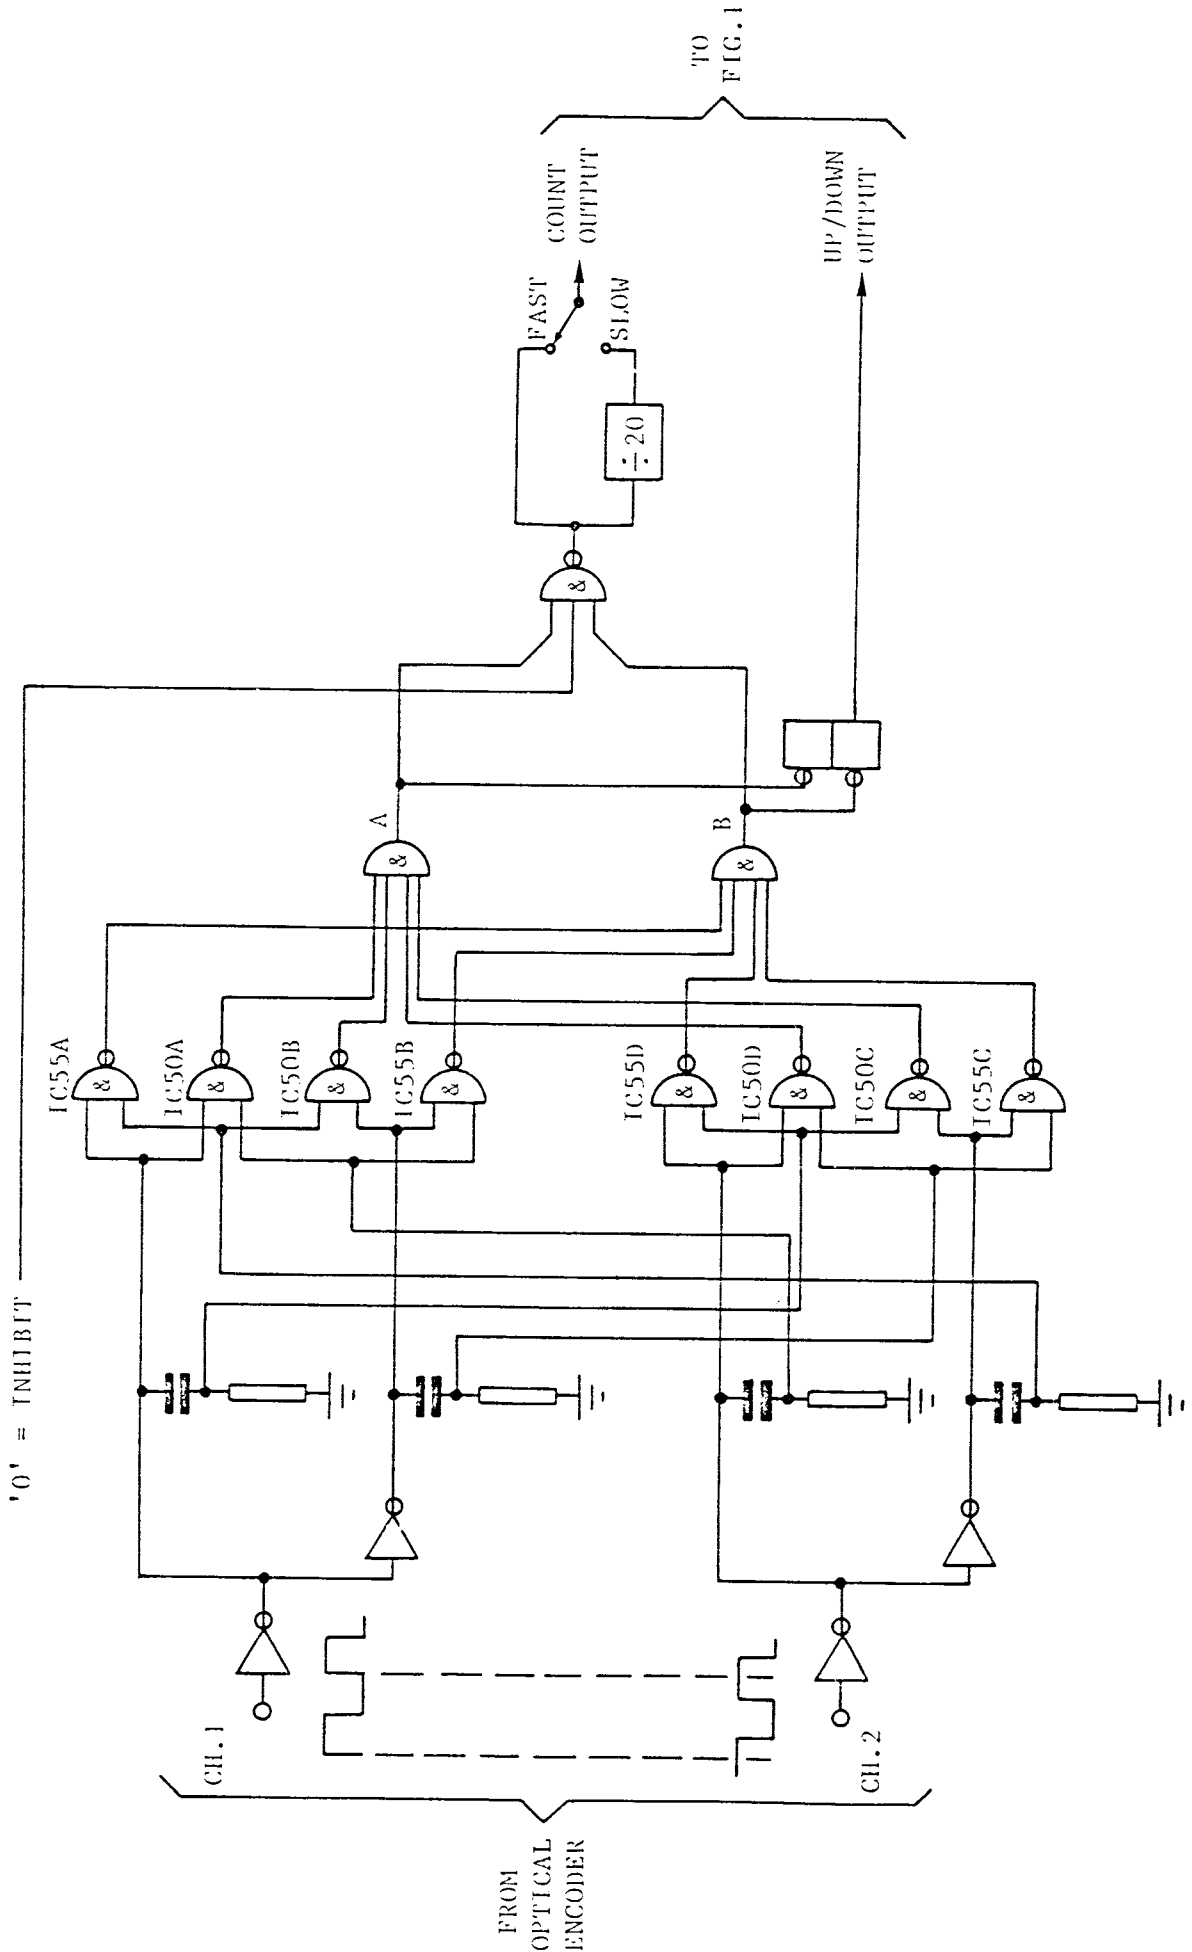 FROM
OPTICAL
ENCODER
CH.1
CH.2
'0' = INHIBIT
IC55A
&
IC50A
&
IC50B
&
IC55B
&
IC55D
&
IC50D
&
IC50C
&
IC55C
&
A
&
B
&
&
÷20
FAST
SLOW
COUNT
OUTPUT
UP/DOWN
OUTPUT
TO
FIG.1